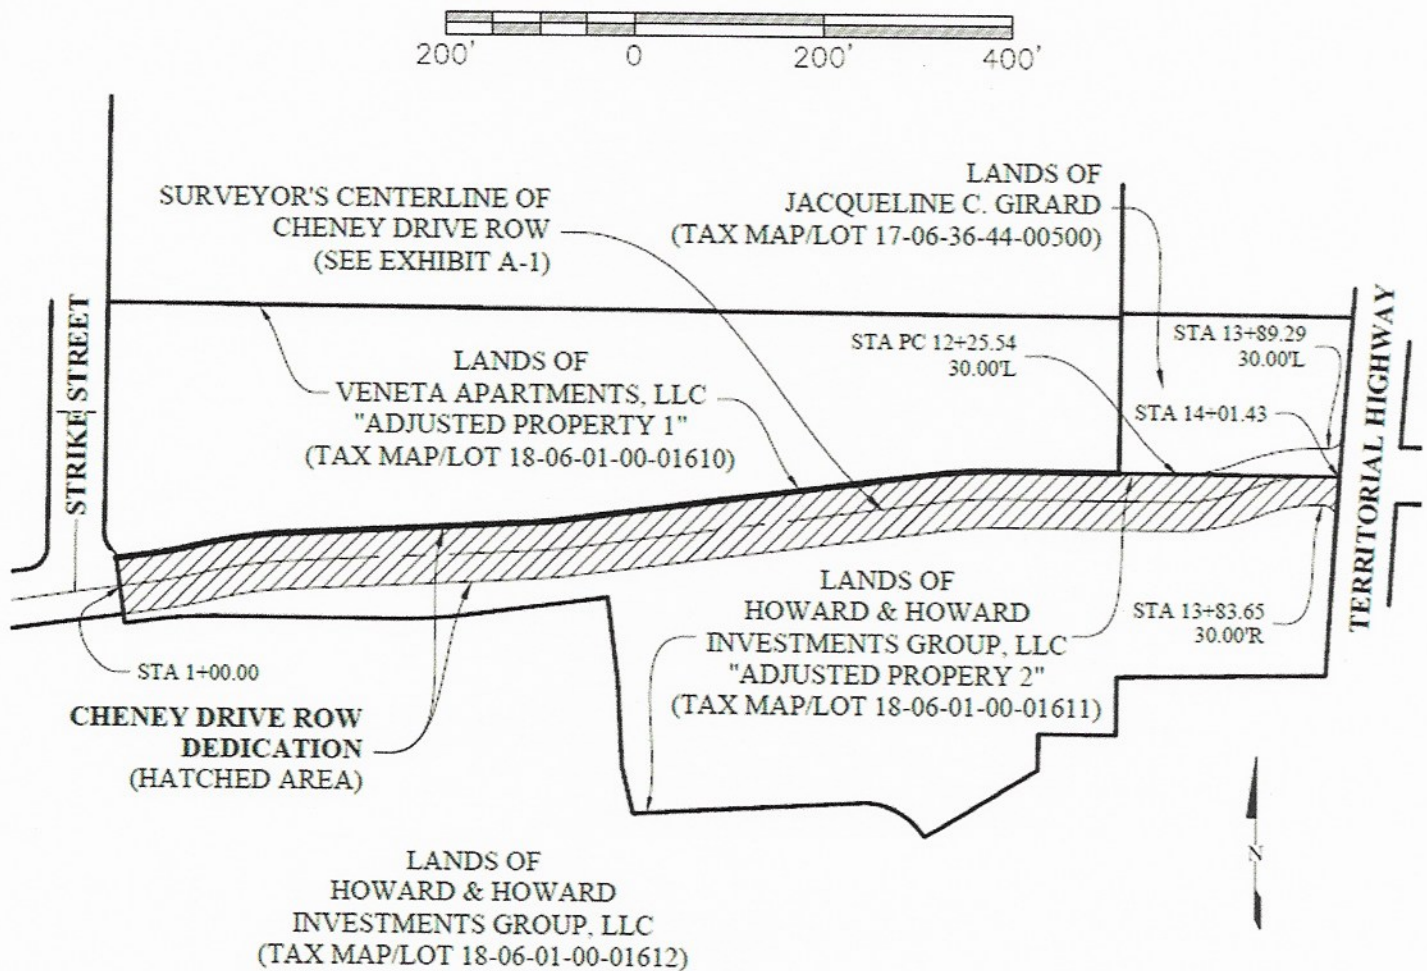 200' 0 200' 400'
SURVEYOR'S CENTERLINE OF
CHENEY DRIVE ROW
(SEE EXHIBIT A-1)
LANDS OF
JACQUELINE C. GIRARD
(TAX MAP/LOT 17-06-36-44-00500)
STRIKE STREET
LANDS OF
VENETA APARTMENTS, LLC
"ADJUSTED PROPERTY 1"
(TAX MAP/LOT 18-06-01-00-01610)
STA PC 12+25.54
30.00'L
STA 13+89.29
30.00'L
STA 14+01.43
TERRITORIAL HIGHWAY
STA 1+00.00
CHENEY DRIVE ROW
DEDICATION
(HATCHED AREA)
LANDS OF
HOWARD & HOWARD
INVESTMENTS GROUP, LLC
"ADJUSTED PROPERY 2"
(TAX MAP/LOT 18-06-01-00-01611)
STA 13+83.65
30.00'R
LANDS OF
HOWARD & HOWARD
INVESTMENTS GROUP, LLC
(TAX MAP/LOT 18-06-01-00-01612)
N